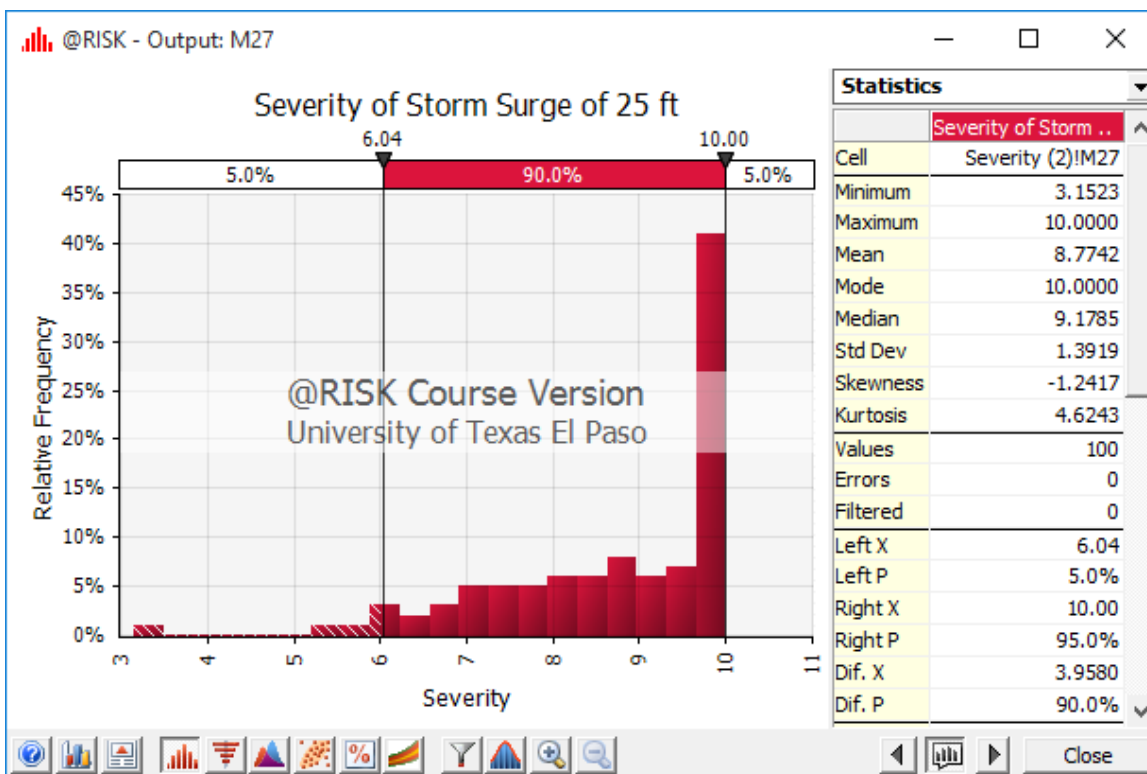 @RISK - Output: M27
Severity of Storm Surge of 25 ft
6.04 10.00
5.0% 90.0% 5.0%
45%
40%
35%
30%
25%
20%
15%
10%
5%
0%
Relative Frequency
@RISK Course Version
University of Texas El Paso
3 4 5 6 7 8 9 10 11
Severity
Statistics
Severity of Storm ..
Cell Severity (2)!M27
Minimum 3.1523
Maximum 10.0000
Mean 8.7742
Mode 10.0000
Median 9.1785
Std Dev 1.3919
Skewness -1.2417
Kurtosis 4.6243
Values 100
Errors 0
Filtered 0
Left X 6.04
Left P 5.0%
Right X 10.00
Right P 95.0%
Dif. X 3.9580
Dif. P 90.0%
Close